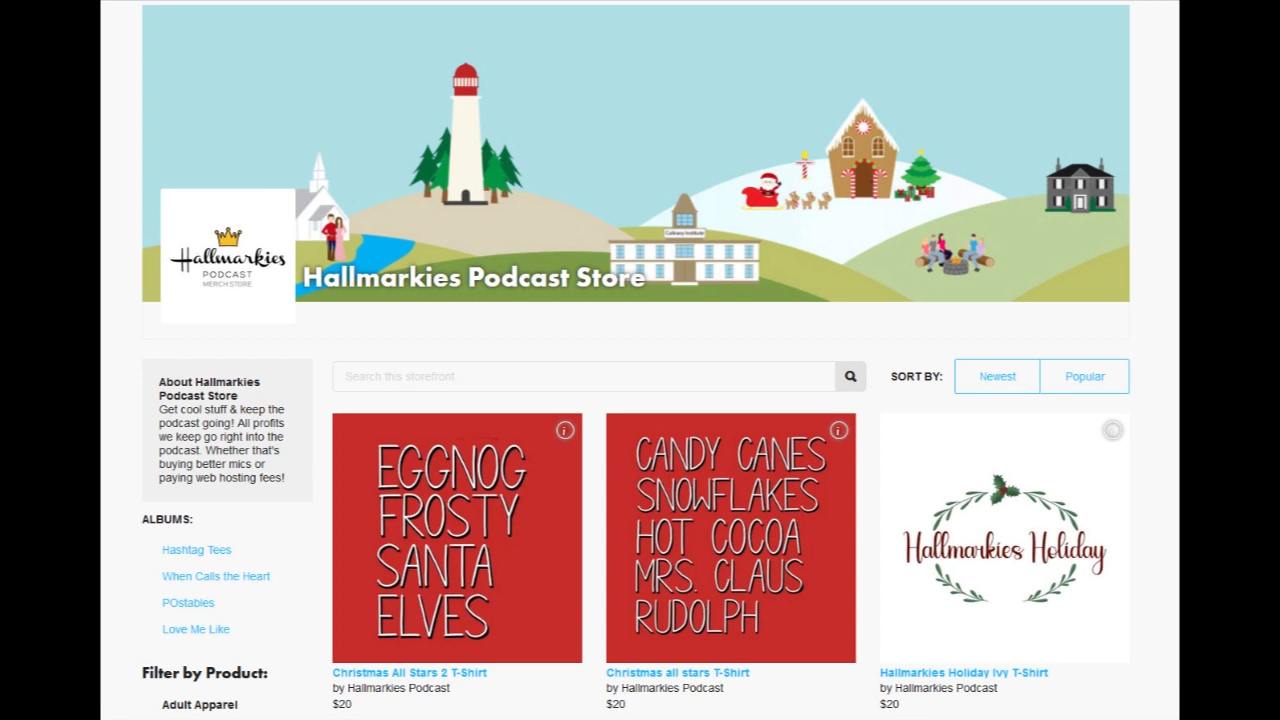 Culinary Institute
Hallmarkies
PODCAST
MERCH STORE
Hallmarkies Podcast Store
About Hallmarkies
Podcast Store
Get cool stuff & keep the
podcast going! All profits
we keep go right into the
podcast. Whether that's
buying better mics or
paying web hosting fees!
Search this storefront
SORT BY:
Newest
Popular
ALBUMS:
Hashtag Tees
When Calls the Heart
POstables
Love Me Like
Filter by Product:
Adult Apparel
EGGNOG
FROSTY
SANTA
ELVES
Christmas All Stars 2 T-Shirt
by Hallmarkies Podcast
$20
CANDY CANES
SNOWFLAKES
HOT COCOA
MRS. CLAUS
RUDOLPH
Christmas all stars T-Shirt
by Hallmarkies Podcast
$20
Hallmarkies Holiday
Hallmarkies Holiday Ivy T-Shirt
by Hallmarkies Podcast
$20